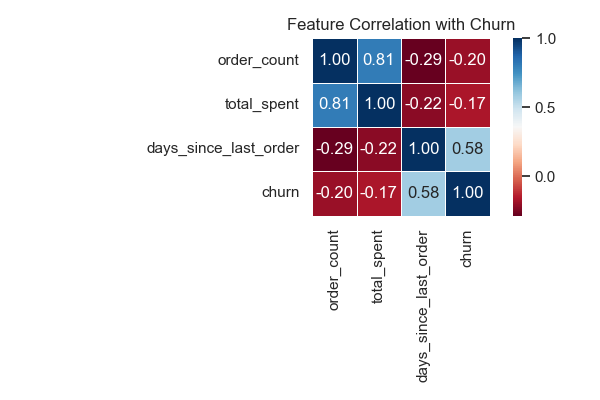 Feature Correlation with Churn
order_count 1.00 0.81 -0.29 -0.20
total_spent 0.81 1.00 -0.22 -0.17
days_since_last_order -0.29 -0.22 1.00 0.58
churn -0.20 -0.17 0.58 1.00
order_count
total_spent
days_since_last_order
churn
1.0
0.5
0.0